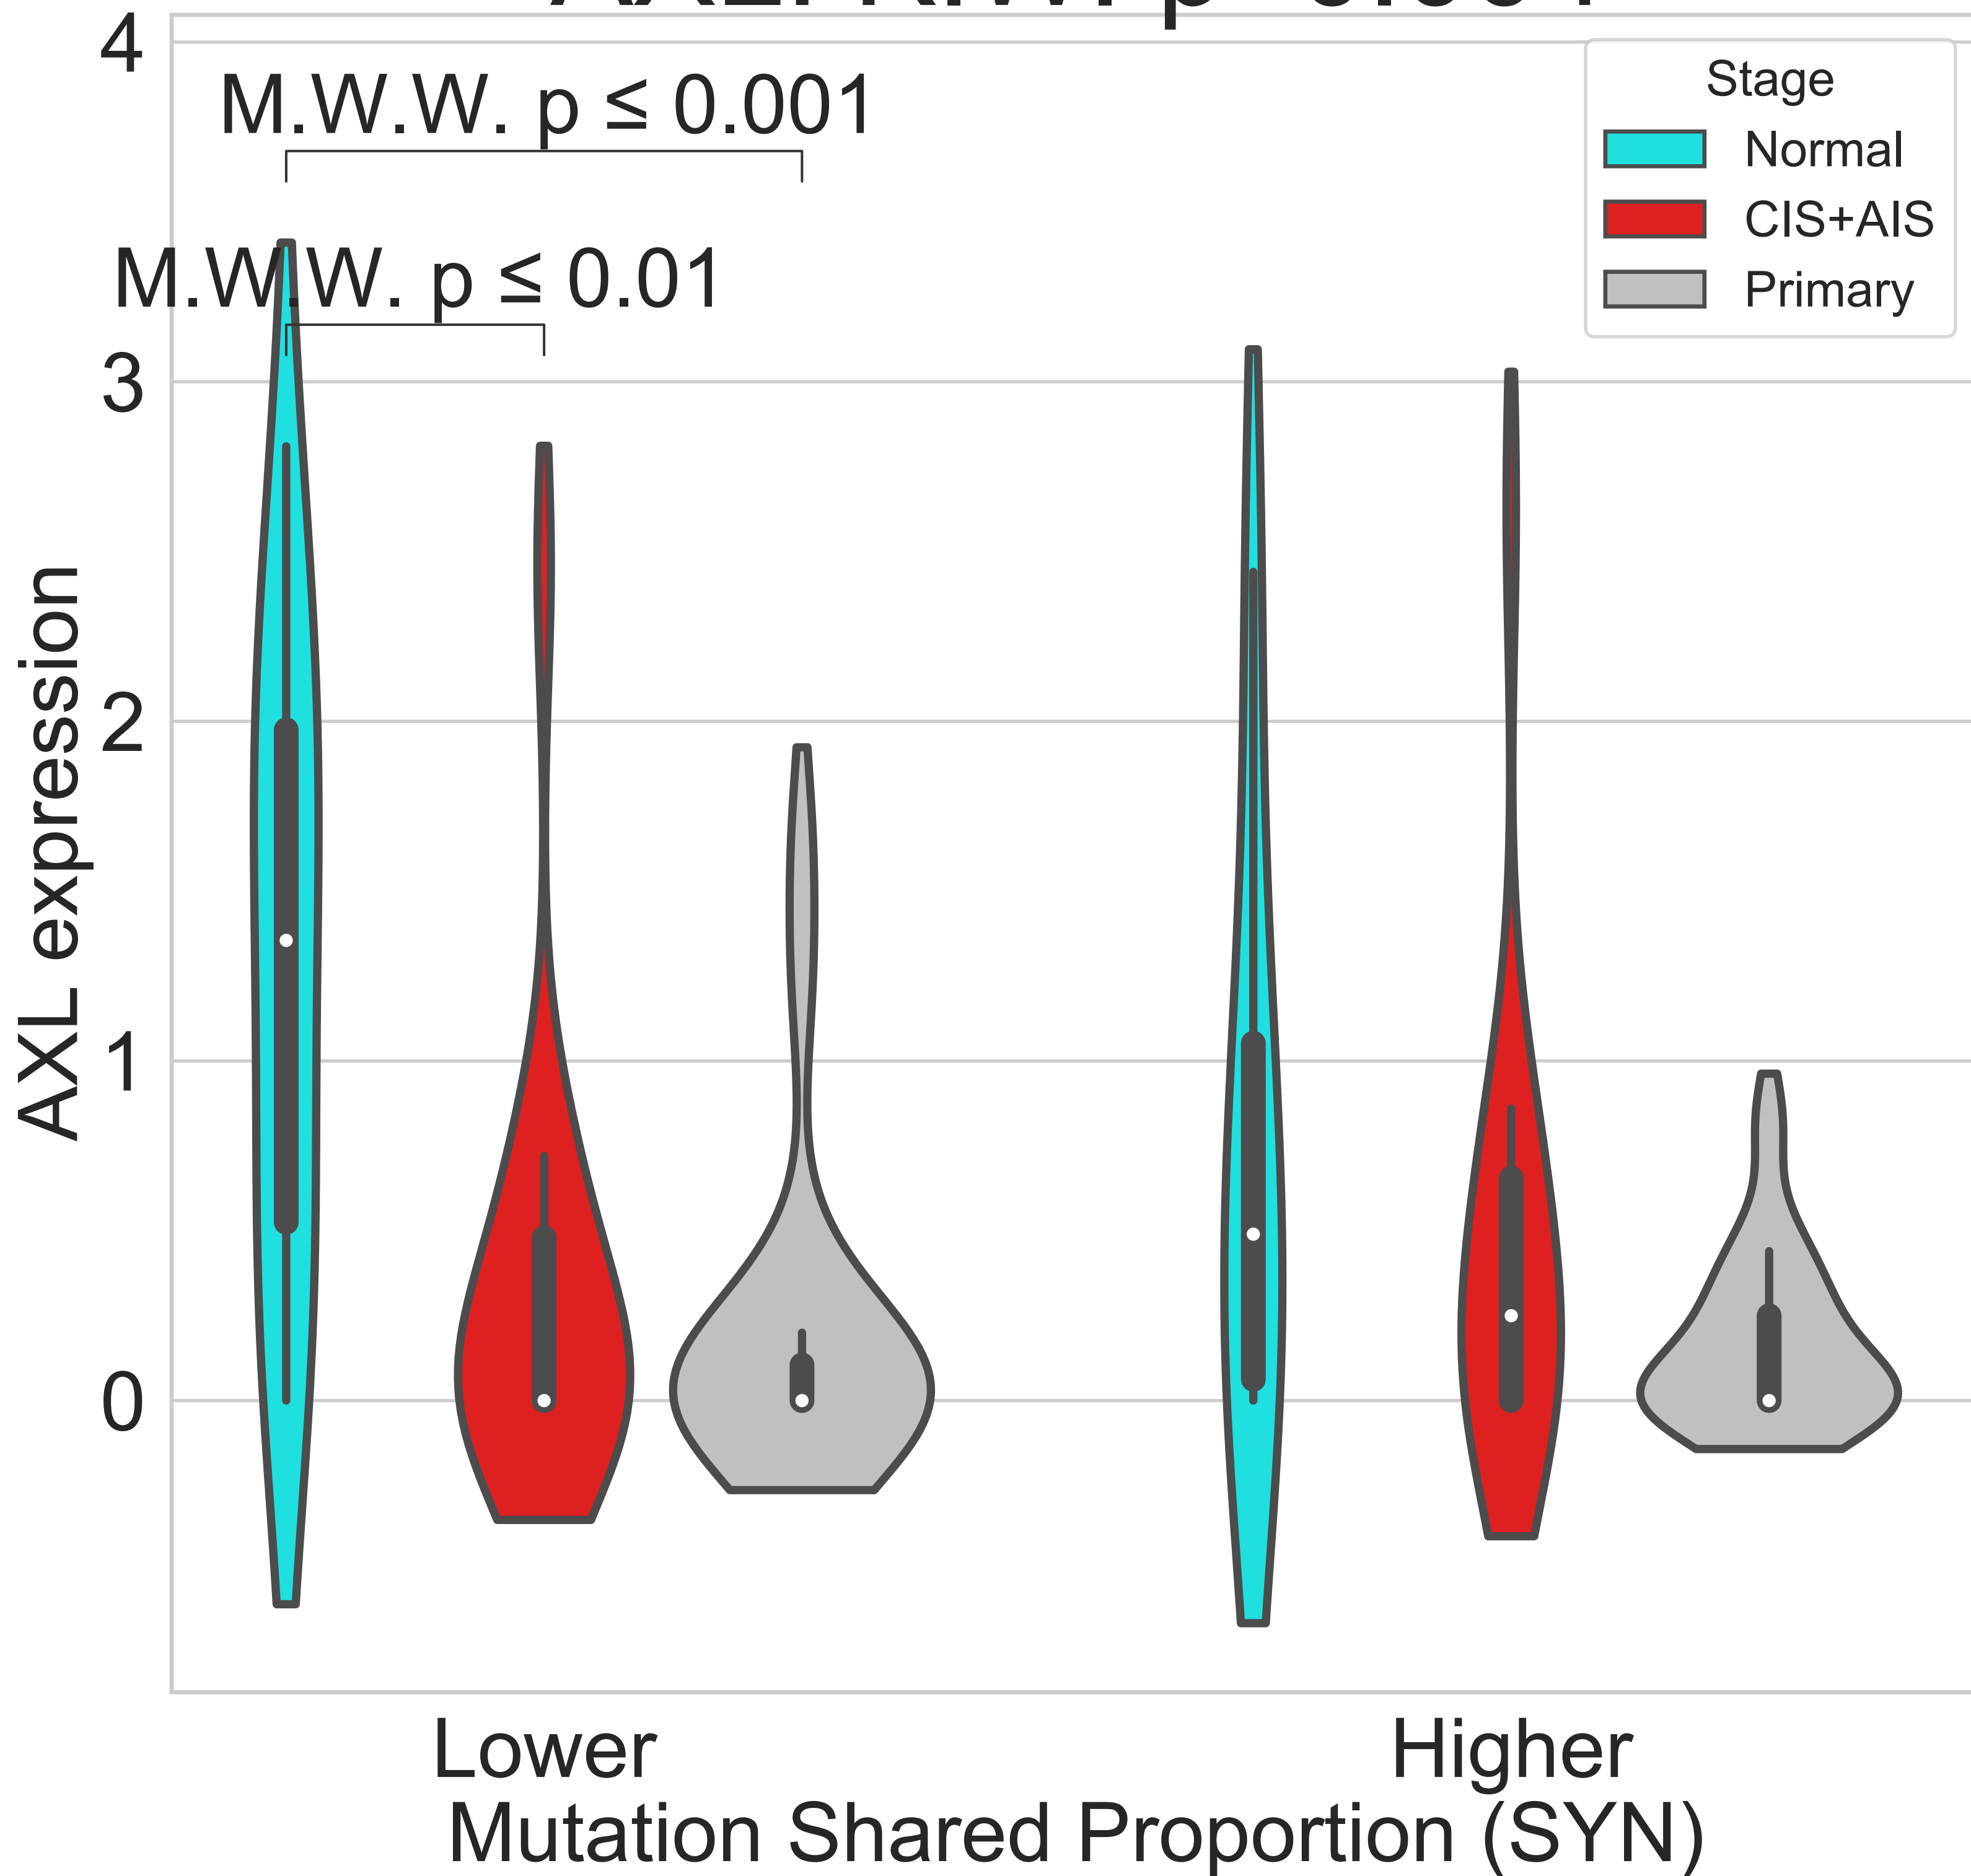 4
M.W.W. p ≤ 0.001
M.W.W. p ≤ 0.01
3
2
1
0
AXL expression
Stage
Normal
CIS+AIS
Primary
Lower
Higher
Mutation Shared Proportion (SYN)